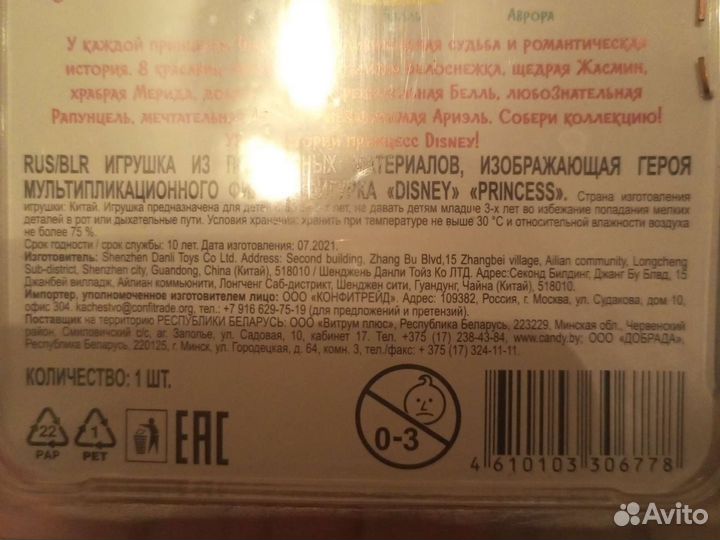 АВРОРА
У КАЖДОЙ СУДЬБА И РОМАНТИЧЕСКАЯ
ИСТОРИЯ. 8 БЕЛОСНЕЖКА, ЩЕДРАЯ ЖАСМИН,
ХРАБРАЯ МЕРИДА, БЕЛЛЬ, ЛЮБОЗНАТЕЛЬНАЯ
РАПУНЦЕЛЬ, МЕЧТАТЕЛЬНАЯ АРИЭЛЬ. СОБЕРИ КОЛЛЕКЦИЮ!
ПРИНЦЕСС DISNEY!
RUS/BLR ИГРУШКА ИЗ МАТЕРИАЛОВ, ИЗОБРАЖАЮЩАЯ ГЕРОЯ
МУЛЬТИПЛИКАЦИОННОГО «DISNEY» «PRINCESS». Страна изготовления
игрушки: Китай. Игрушка предназначена для лет, не давать детям младше 3-х лет во избежание попадания мелких
деталей в рот или дыхательные пути. Условия хранения: хранить при температуре не выше 30 °C и относительной влажности воздуха
не более 75 %.
Срок годности / срок службы: 10 лет. Дата изготовления: 07.2021.
Изготовитель: Shenzhen Danli Toys Co Ltd. Address: Second building, Zhang Bu Blvd,15 Zhangbei village, Ailian community, Longcheng
Sub-district, Shenzhen city, Guandong, China (Китай), 518010 / Шенджень Данли Тойз Ко ЛТД. Адрес:Секонд Билдинг, Джанг Бу Блвд, 15
Джанбей вилладж, Айлиан коммьюнити, Лонгченг Саб-дистрикт, Шенджен сити, Гуандунг, Чайна (Китай), 518010.
Импортер, уполномоченное изготовителем лицо: ООО «КОНФИТРЕЙД». Адрес: 109382, Россия, г. Москва, ул. Судакова, дом 10,
офис 304. kachestvo@confitrade.org, тел.: +7 916 629-75-19 (для предложений и претензий).
Поставщик на территорию РЕСПУБЛИКИ БЕЛАРУСЬ: ООО «Витрум плюс», Республика Беларусь, 223229, Минская обл., Червенский
район, Смиловичский с/с, аг. Заполье, ул. Садовая, 10, кабинет 17. Тел.: +375 (17) 238-43-84, www.candy.by; ООО «ДОБРАДА»,
Республика Беларусь, 220125, г. Минск, ул. Городецкая, д. 64, комн. 3, тел./факс: + 375 (17) 324-11-11.
КОЛИЧЕСТВО: 1 ШТ.
22
PAP
1
PET
EAC
0-3
4 610103 306778
Avito